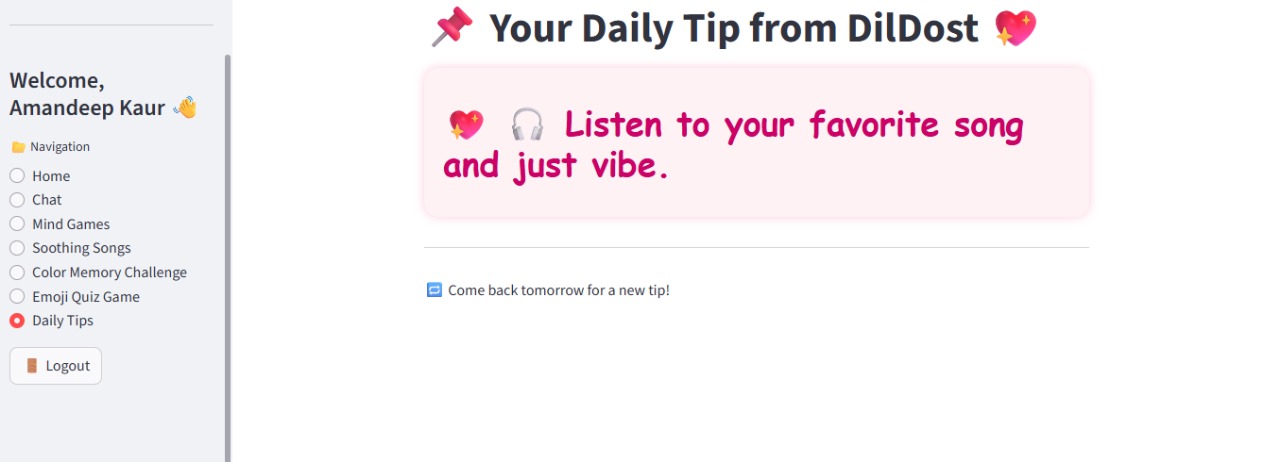 Welcome,
Amandeep Kaur 👋
📁 Navigation
Home
Chat
Mind Games
Soothing Songs
Color Memory Challenge
Emoji Quiz Game
Daily Tips
🚪 Logout
📌 Your Daily Tip from DilDost 💖
💖 🎧 Listen to your favorite song
and just vibe.
🔁 Come back tomorrow for a new tip!